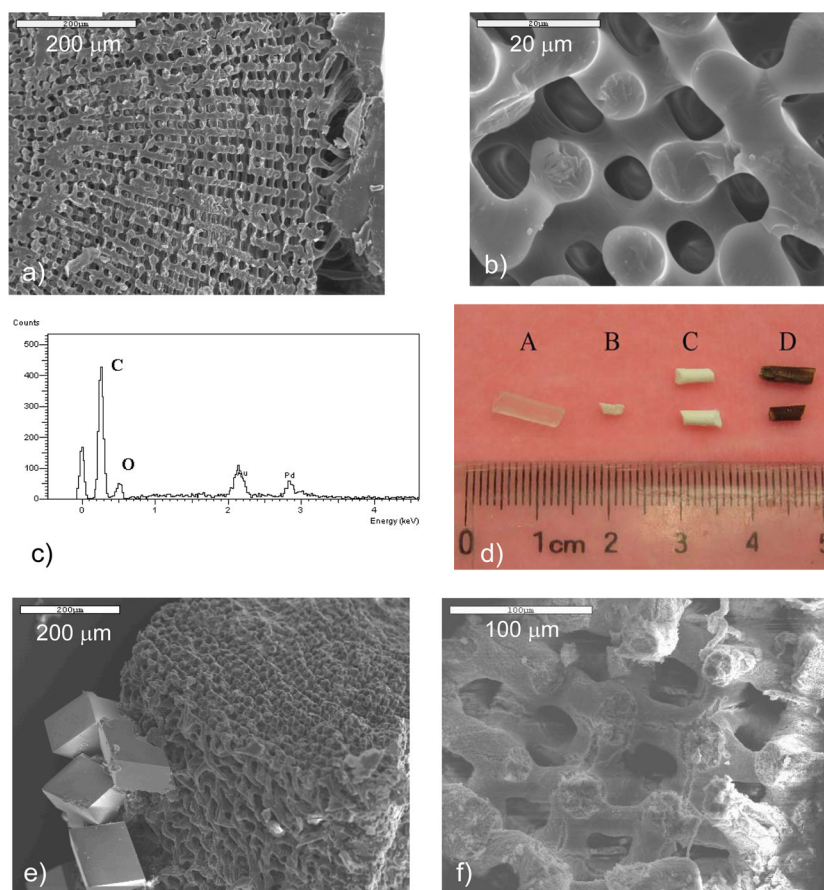 200µm
200 µm
a)
20µm
20 µm
b)
Counts
500
400
300
200
100
0
C
O
Au
Pd
0 1 2 3 4
Energy (keV)
c)
A B C D
0 1cm 2 3 4 5
d)
200µm
200 µm
e)
100µm
100 µm
f)